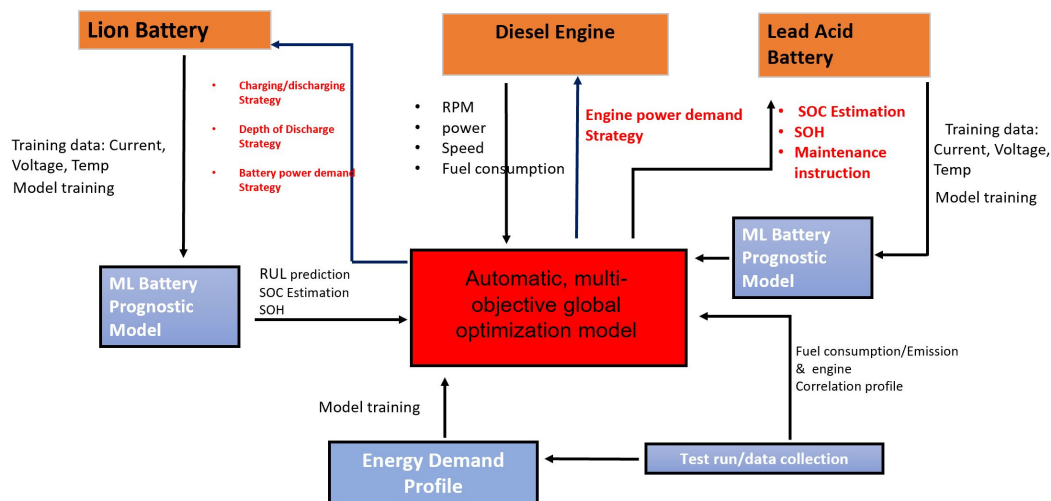 Lion Battery
Diesel Engine
Lead Acid
Battery
• Charging/discharging
Strategy
• Depth of Discharge
Strategy
• Battery power demand
Strategy
Training data: Current,
Voltage, Temp
Model training
• RPM
• power
• Speed
• Fuel consumption
Engine power demand
Strategy
• SOC Estimation
• SOH
• Maintenance
instruction
Training data:
Current, Voltage,
Temp
Model training
ML Battery
Prognostic
Model
RUL prediction
SOC Estimation
SOH
Automatic, multi-
objective global
optimization model
ML Battery
Prognostic
Model
Fuel consumption/Emission
& engine
Correlation profile
Model training
Energy Demand
Profile
Test run/data collection